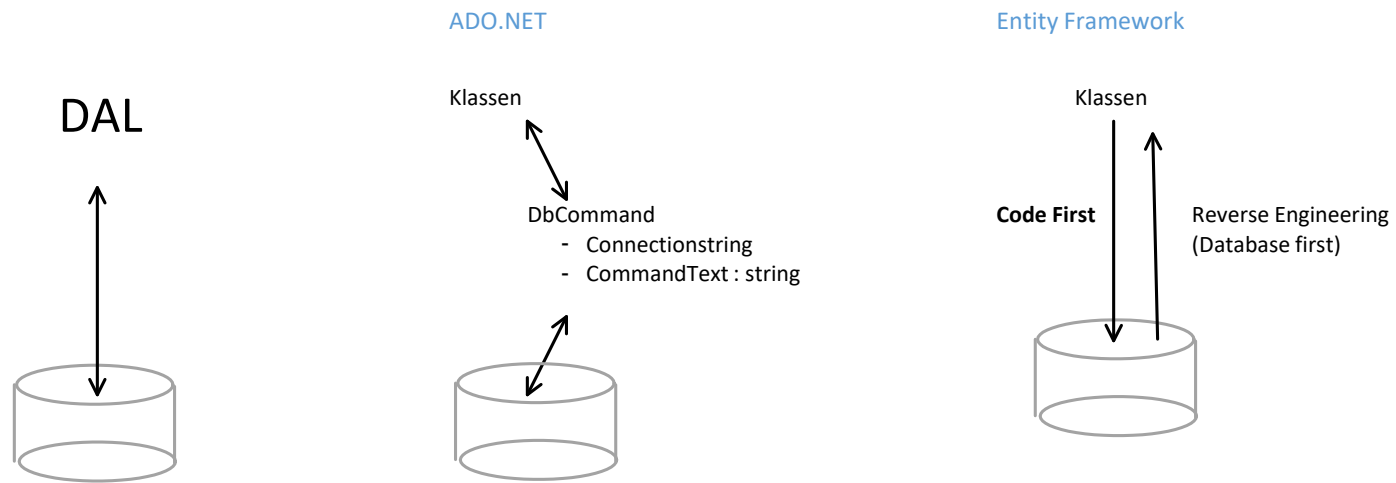 ADO.NET
Entity Framework
DAL
Klassen
DbCommand
- Connectionstring
- CommandText : string
Klassen
Code First
Reverse Engineering
(Database first)